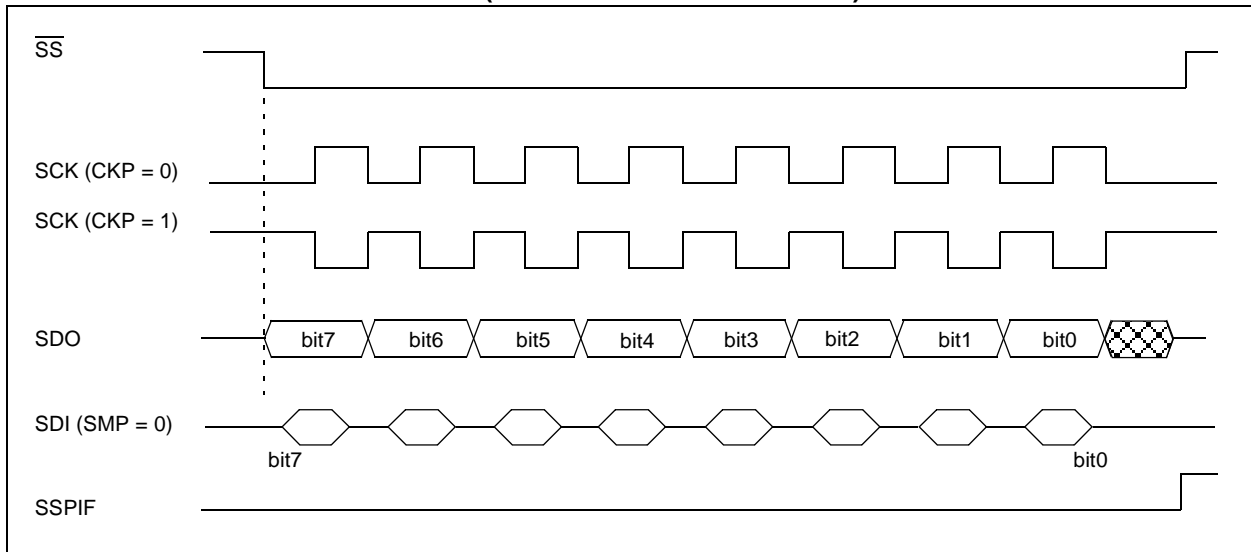 SS
SCK (CKP = 0)
SCK (CKP = 1)
SDO
bit7 bit6 bit5 bit4 bit3 bit2 bit1 bit0
SDI (SMP = 0)
bit7 bit0
SSPIF